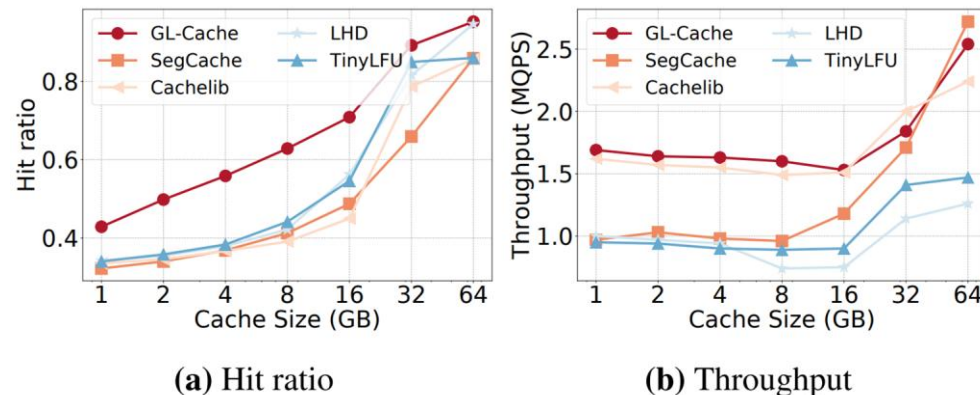 GL-Cache
SegCache
Cachelib
LHD
TinyLFU
Hit ratio
0.8
0.6
0.4
1 2 4 8 16 32 64
Cache Size (GB)
(a) Hit ratio
GL-Cache
SegCache
Cachelib
LHD
TinyLFU
Throughput (MQPS)
2.5
2.0
1.5
1.0
1 2 4 8 16 32 64
Cache Size (GB)
(b) Throughput